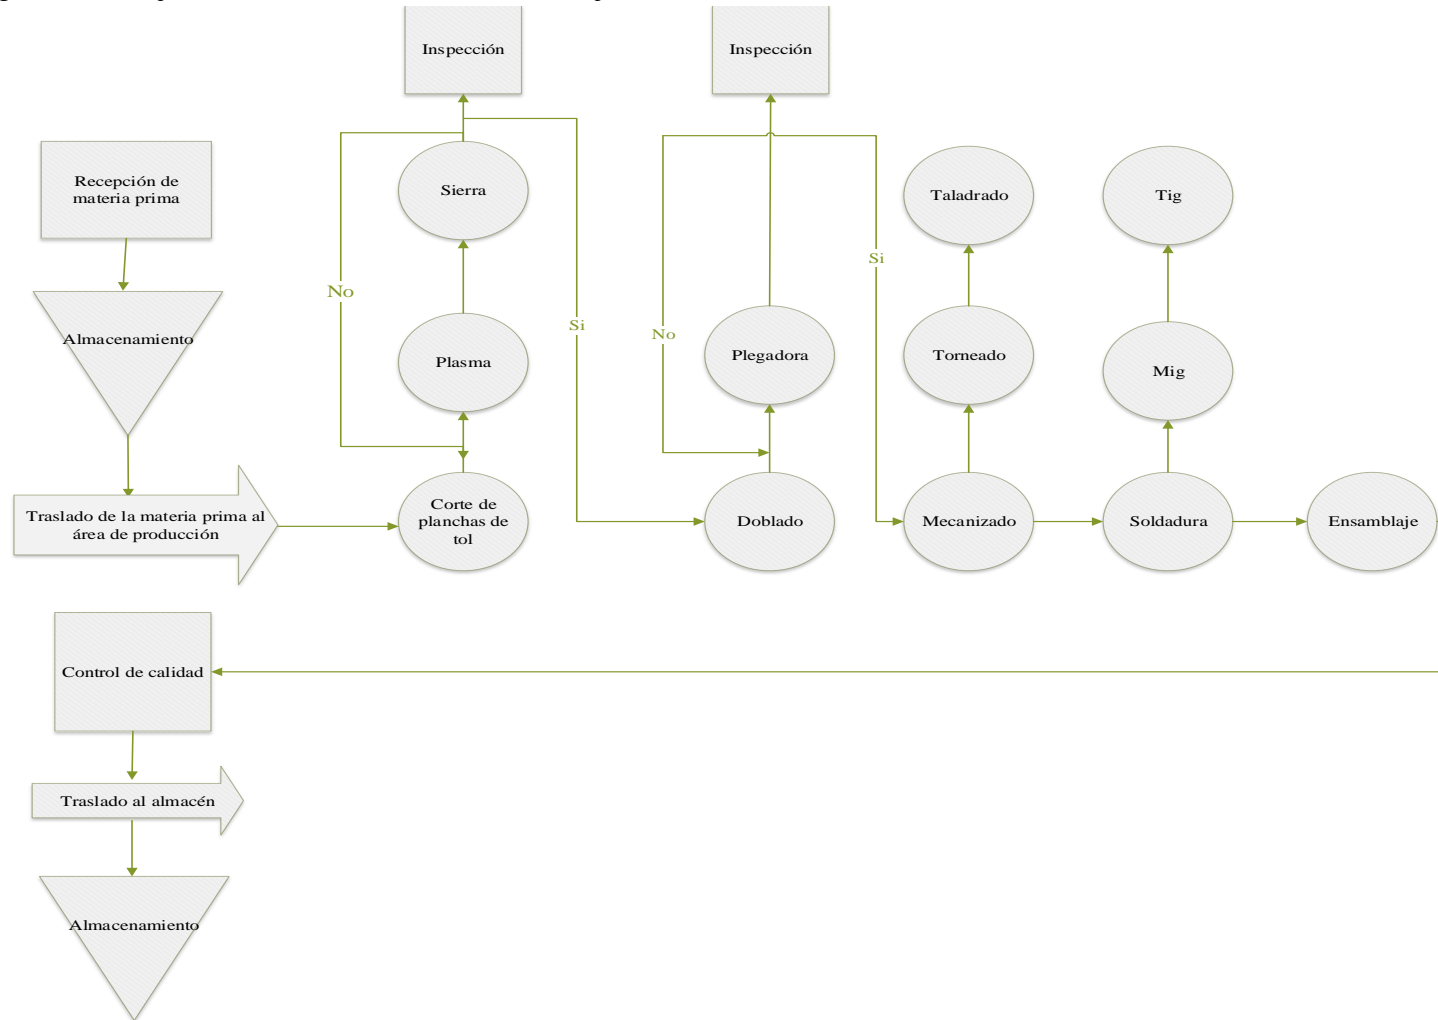 Inspección
Inspección
Recepción de
materia prima
Sierra
Taladrado
Tig
Si
No
Almacenamiento
Si
No
Plasma
Plegadora
Torneado
Mig
Traslado de la materia prima al
área de producción
Corte de
planchas de
tol
Doblado
Mecanizado
Soldadura
Ensamblaje
Control de calidad
Traslado al almacén
Almacenamiento